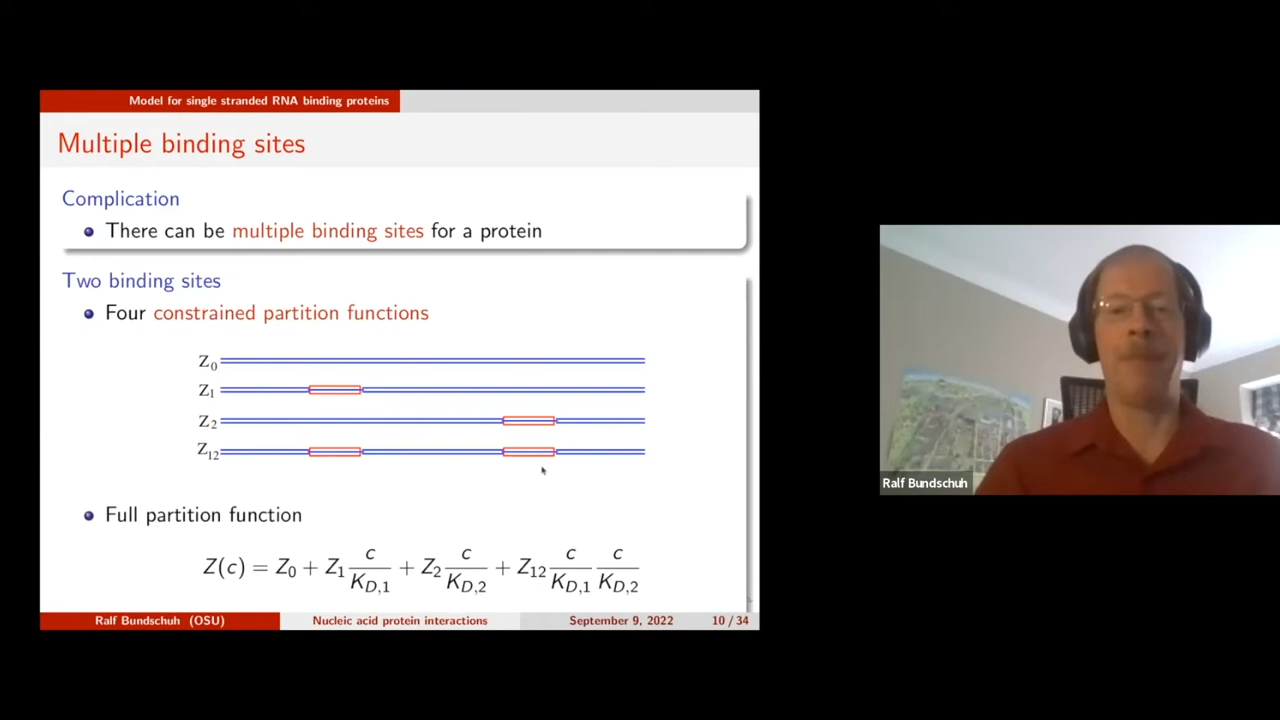 Model for single stranded RNA binding proteins
Multiple binding sites
Complication
There can be multiple binding sites for a protein
Two binding sites
Four constrained partition functions
Z0
Z1
Z2
Z12
Full partition function
Z(c) = Z0 + Z1 c/KD,1 + Z2 c/KD,2 + Z12 c/KD,1 c/KD,2
Ralf Bundschuh (OSU) Nucleic acid protein interactions September 9, 2022 10 / 34
Ralf Bundschuh